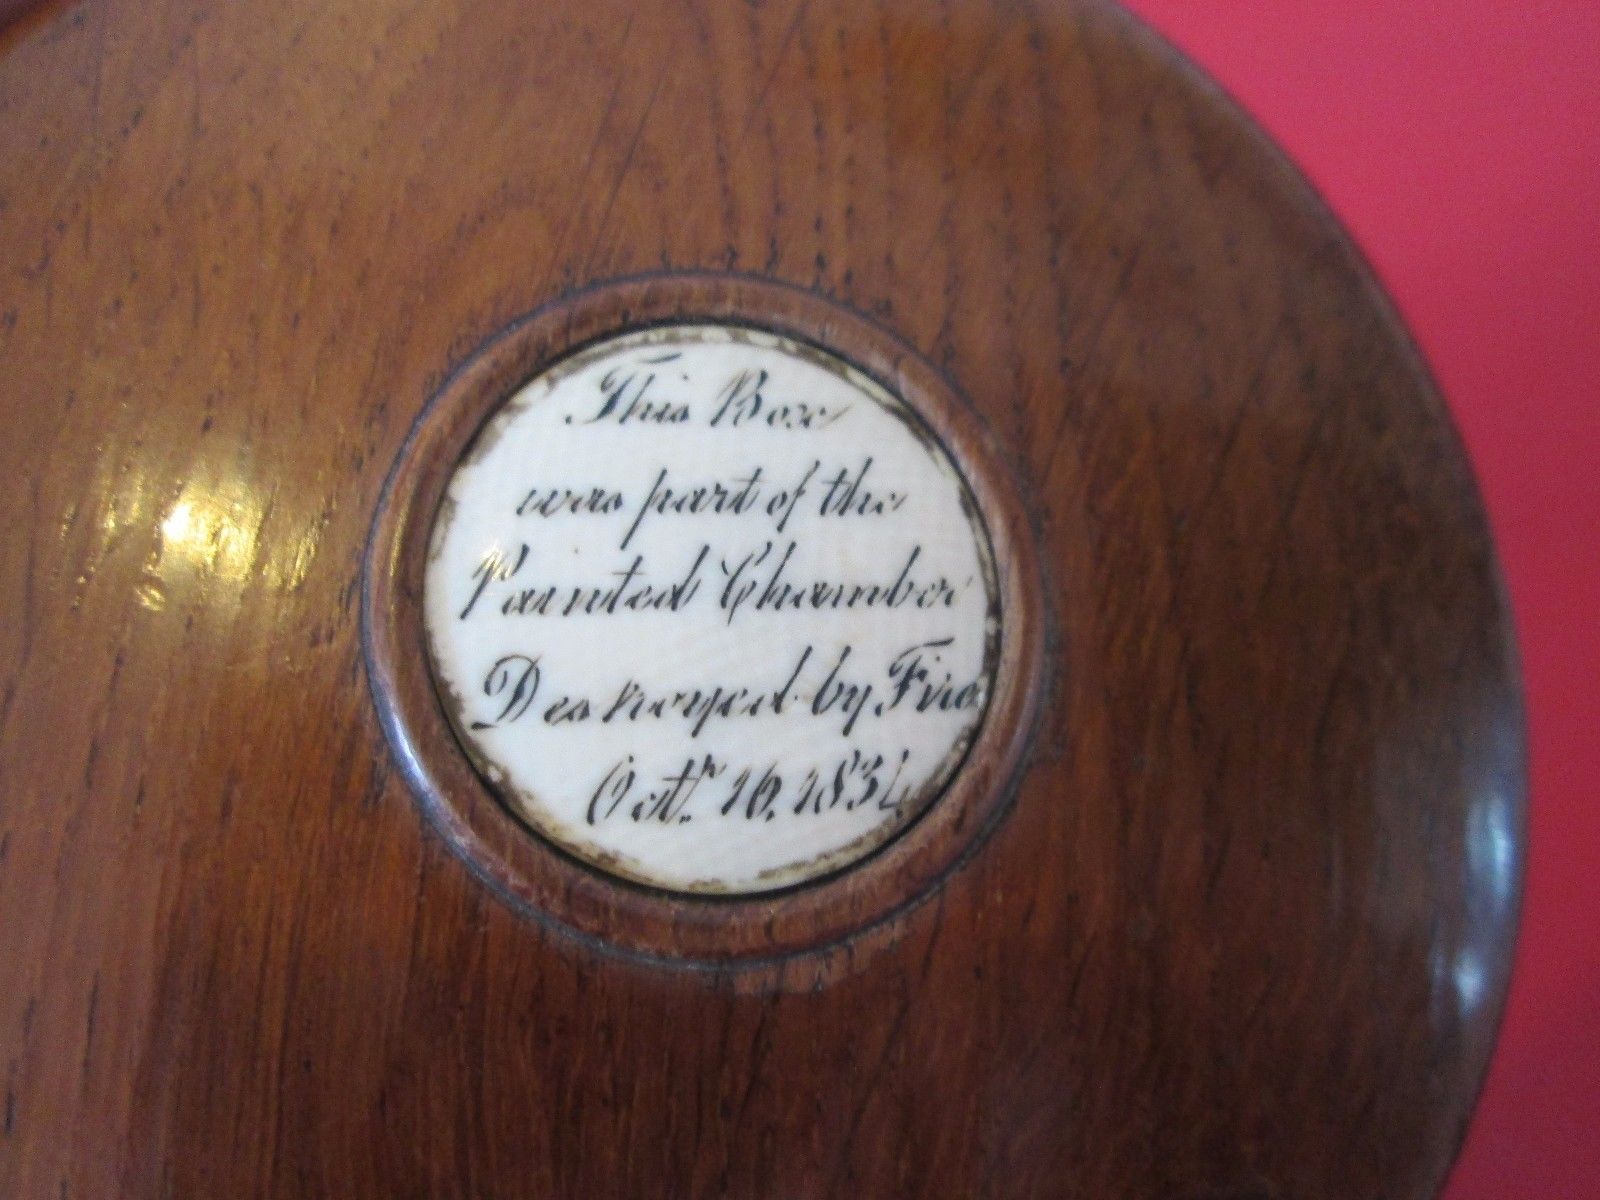 This Box
was part of the
Painted Chamber
Destroyed by Fire
Octr. 16. 1834